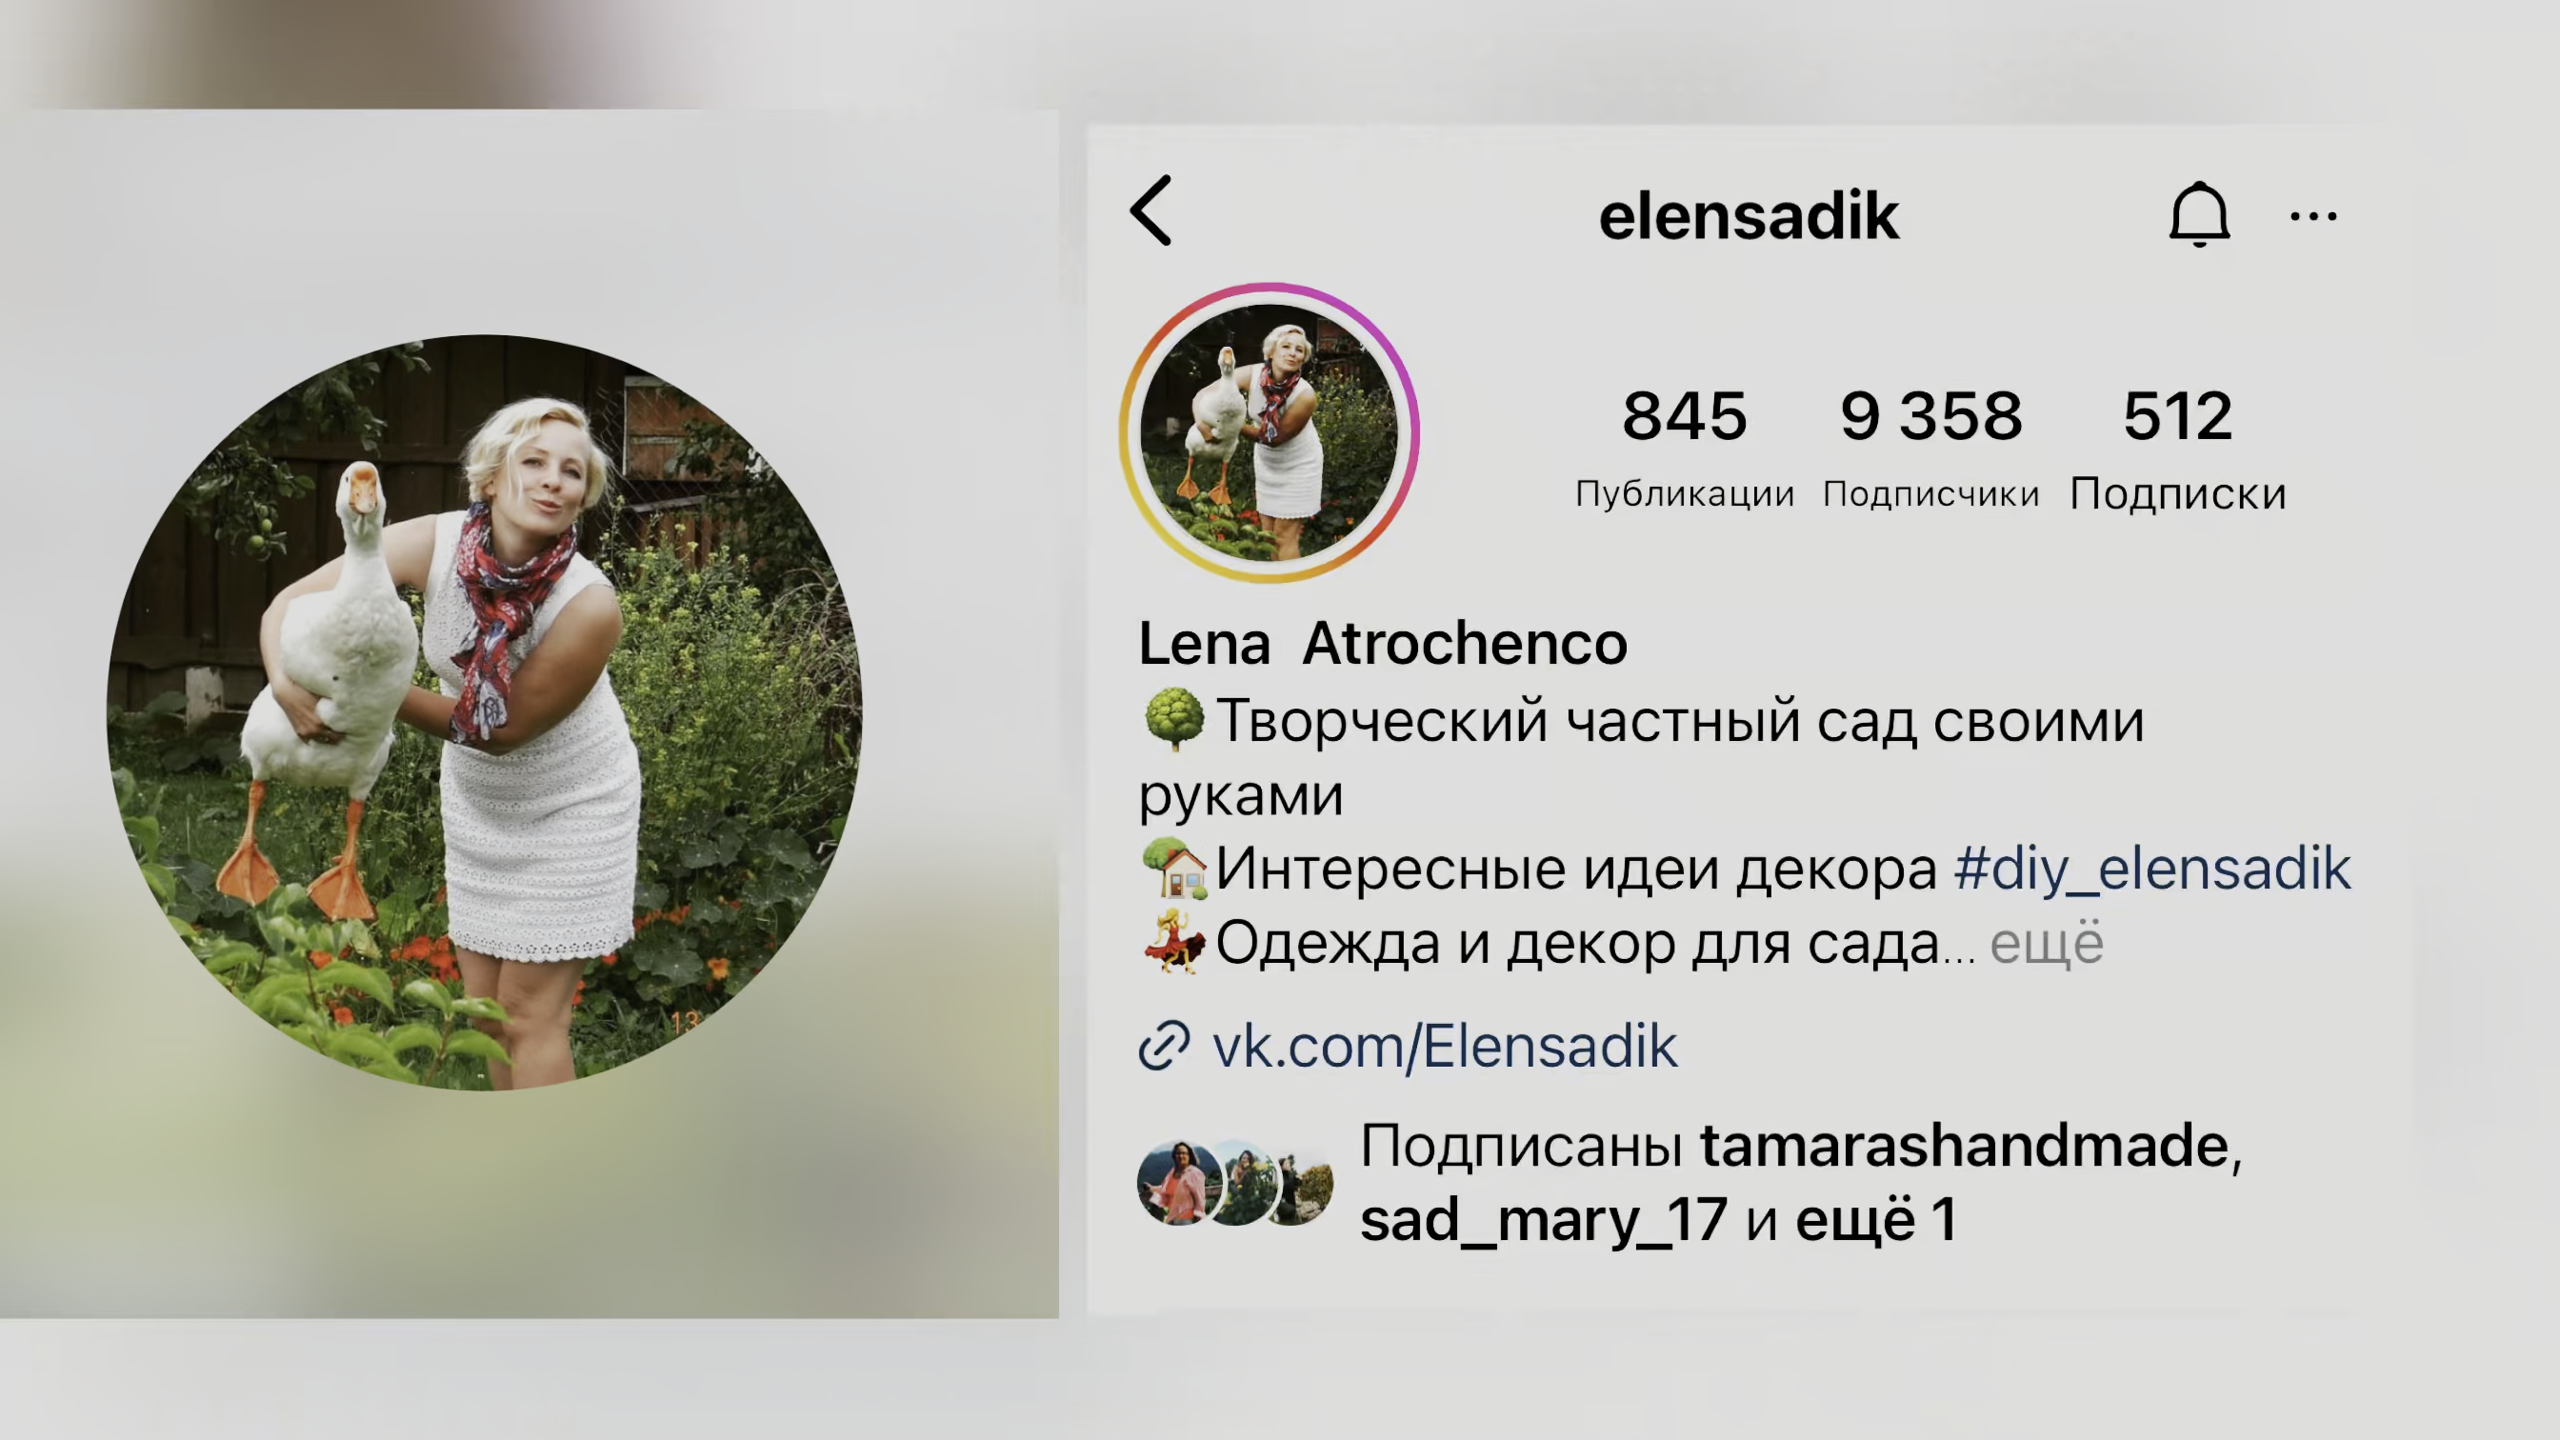 elensadik
845 9 358 512
Публикации Подписчики Подписки
Lena Atrochenco
Творческий частный сад своими
руками
Интересные идеи декора #diy_elensadik
Одежда и декор для сада... ещё
vk.com/Elensadik
Подписаны tamarashandmade,
sad_mary_17 и ещё 1
13